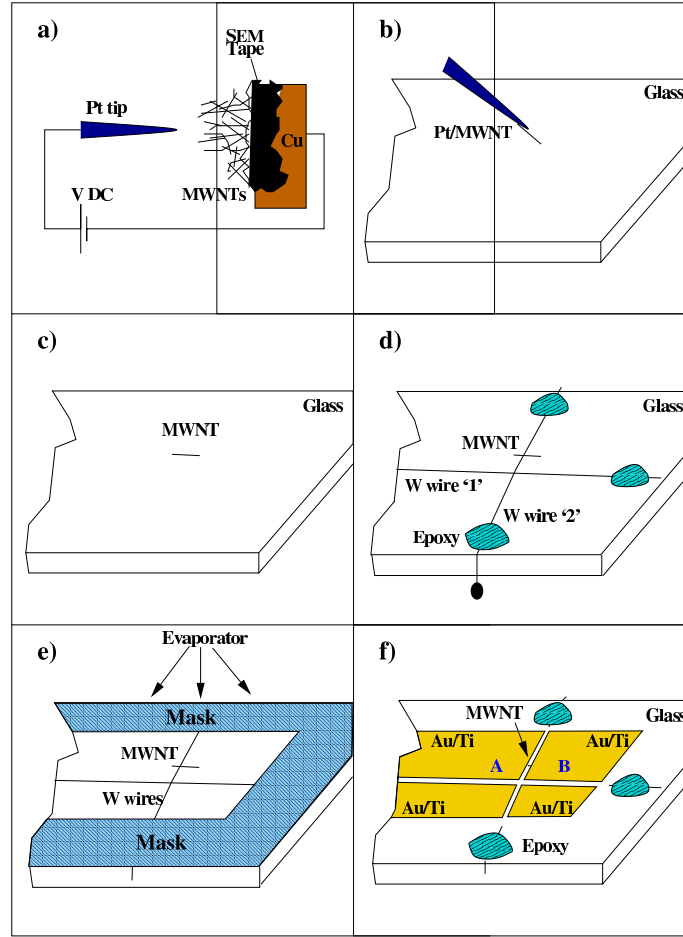 a)
SEM
Tape
Pt tip
Cu
MWNTs
V DC
b)
Glass
Pt/MWNT
c)
Glass
MWNT
d)
Glass
MWNT
W wire ‘1’
W wire ‘2’
Epoxy
e)
Evaporator
Mask
MWNT
W wires
Mask
f)
MWNT
Glass
Au/Ti
Au/Ti
A
B
Au/Ti
Au/Ti
Epoxy